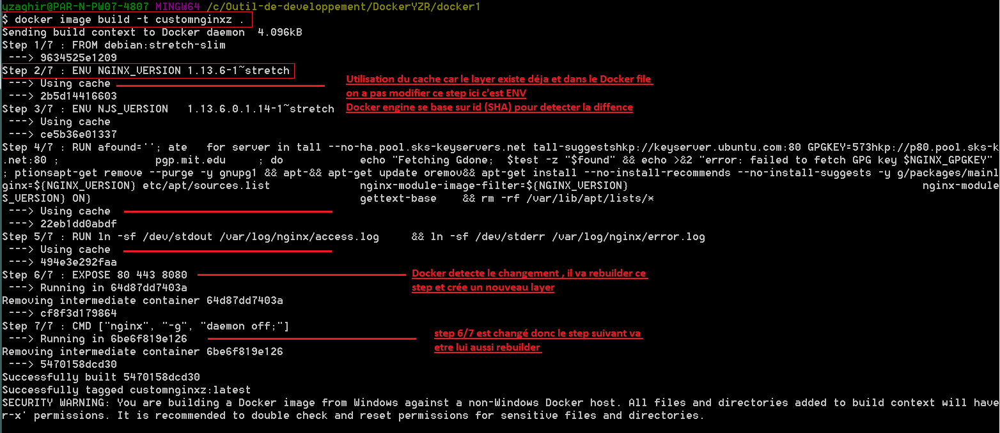 yzaghir@PAR-N-PW07-4807 MINGW64 /c/Outil-de-developpement/DockerYZR/docker1
$ docker image build -t customnginxz .
Sending build context to Docker daemon  4.096kB
Step 1/7 : FROM debian:stretch-slim
 ---> 9634525e1209
Step 2/7 : ENV NGINX_VERSION 1.13.6-1~stretch
 ---> Using cache
Utilisation du cache car le layer existe déja et dans le Docker file
on a pas modifier ce step ici c'est ENV
Docker engine se base sur id (SHA) pour detecter la diffence
 ---> 2b5d14416603
Step 3/7 : ENV NJS_VERSION   1.13.6.0.1.14-1~stretch
 ---> Using cache
 ---> ce5b36e01337
Step 4/7 : RUN afound=''; ate   for server in tall --no-ha.pool.sks-keyservers.net tall-suggestshkp://keyserver.ubuntu.com:80 GPGKEY=573hkp://p80.pool.sks-k
.net:80 ;               pgp.mit.edu     ; do            echo "Fetching Gdone;  $test -z "$found" && echo >&2 "error: failed to fetch GPG key $NGINX_GPGKEY"
; ptionsapt-get remove --purge -y gnupg1 && apt-&& apt-get update oremov&& apt-get install --no-install-recommends --no-install-suggests -y g/packages/mainl
ginx=${NGINX_VERSION} etc/apt/sources.list              nginx-module-image-filter=${NGINX_VERSION}                                              nginx-module
S_VERSION} ON}                                          gettext-base    && rm -rf /var/lib/apt/lists/*
 ---> Using cache
 ---> 22eb1dd0abdf
Step 5/7 : RUN ln -sf /dev/stdout /var/log/nginx/access.log     && ln -sf /dev/stderr /var/log/nginx/error.log
 ---> Using cache
 ---> 494e3e292faa
Step 6/7 : EXPOSE 80 443 8080
Docker detecte le changement , il va rebuilder ce
step et crée un nouveau layer
 ---> Running in 64d87dd7403a
Removing intermediate container 64d87dd7403a
 ---> cf8f3d179864
Step 7/7 : CMD ["nginx", "-g", "daemon off;"]
 ---> Running in 6be6f819e126
step 6/7 est changé donc le step suivant va
etre lui aussi rebuilder
Removing intermediate container 6be6f819e126
 ---> 5470158dcd30
Successfully built 5470158dcd30
Successfully tagged customnginxz:latest
SECURITY WARNING: You are building a Docker image from Windows against a non-Windows Docker host. All files and directories added to build context will have
r-x' permissions. It is recommended to double check and reset permissions for sensitive files and directories.